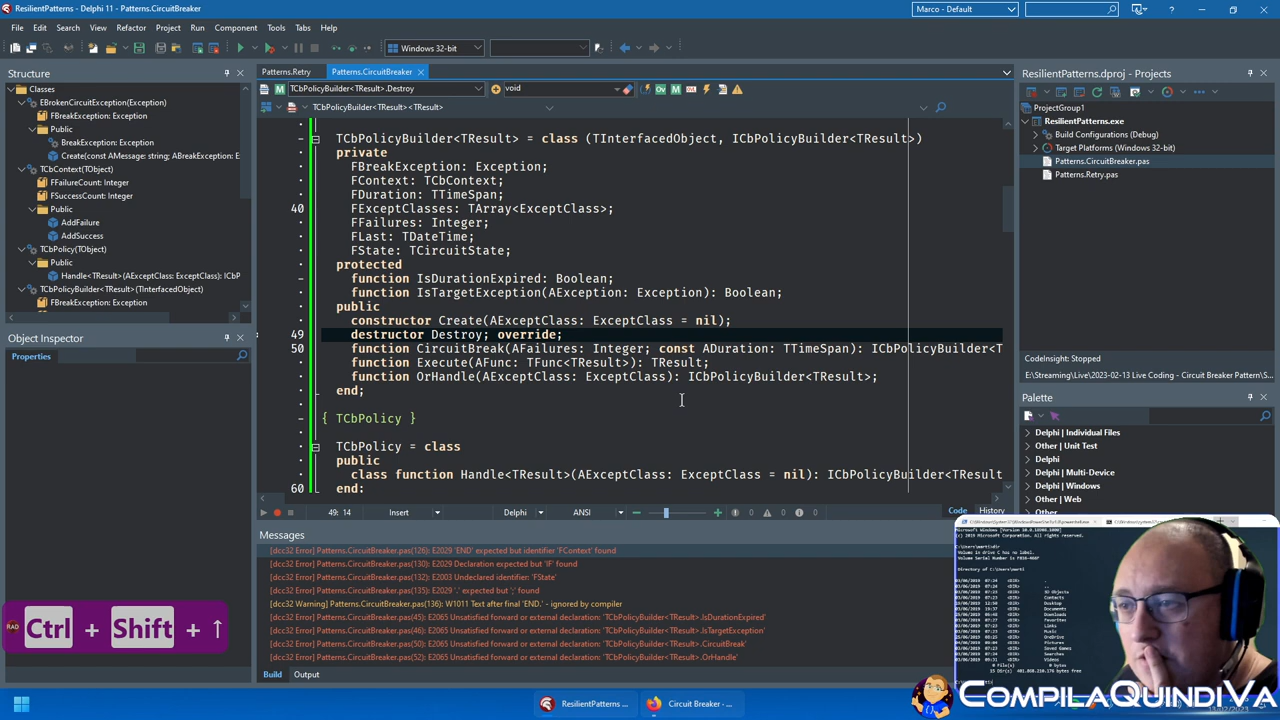 ResilientPatterns - Delphi 11 - Patterns.CircuitBreaker
Marco - Default
File Edit Search View Refactor Project Run Component Tools Tabs Help
Windows 32-bit
Structure
Classes
EBrokenCircuitException(Exception)
FBreakException: Exception
Public
BreakException: Exception
Create(const AMessage: string; ABreakException: E
TCbContext(TObject)
FFailureCount: Integer
FSuccessCount: Integer
Public
AddFailure
AddSuccess
TCbPolicy(TObject)
Public
Handle<TResult>(AExceptClass: ExceptClass): ICbP
TCbPolicyBuilder<TResult>(TInterfacedObject)
FBreakException: Exception
Object Inspector
Properties
Patterns.Retry Patterns.CircuitBreaker
TCbPolicyBuilder<TResult>.Destroy void
TCbPolicyBuilder<TResult><TResult>
TCbPolicyBuilder<TResult> = class (TInterfacedObject, ICbPolicyBuilder<TResult>)
private
FBreakException: Exception;
FContext: TCbContext;
FDuration: TTimeSpan;
40 FExceptClasses: TArray<ExceptClass>;
FFailures: Integer;
FLast: TDateTime;
FState: TCircuitState;
protected
function IsDurationExpired: Boolean;
function IsTargetException(AException: Exception): Boolean;
public
constructor Create(AExceptClass: ExceptClass = nil);
49 destructor Destroy; override;
50 function CircuitBreak(AFailures: Integer; const ADuration: TTimeSpan): ICbPolicyBuilder<T
function Execute(AFunc: TFunc<TResult>): TResult;
function OrHandle(AExceptClass: ExceptClass): ICbPolicyBuilder<TResult>;
end;
{ TCbPolicy }
TCbPolicy = class
public
class function Handle<TResult>(AExceptClass: ExceptClass = nil): ICbPolicyBuilder<TResult
60 end;
49: 14 Insert Delphi ANSI 0 0 0 Code History
Messages
[dcc32 Error] Patterns.CircuitBreaker.pas(126): E2029 'END' expected but identifier 'FContext' found
[dcc32 Error] Patterns.CircuitBreaker.pas(130): E2029 Declaration expected but 'IF' found
[dcc32 Error] Patterns.CircuitBreaker.pas(132): E2003 Undeclared identifier: 'FState'
[dcc32 Error] Patterns.CircuitBreaker.pas(135): E2029 '.' expected but ';' found
[dcc32 Warning] Patterns.CircuitBreaker.pas(136): W1011 Text after final 'END.' - ignored by compiler
[dcc32 Error] Patterns.CircuitBreaker.pas(45): E2065 Unsatisfied forward or external declaration: 'TCbPolicyBuilder<TResult>.IsDurationExpired'
[dcc32 Error] Patterns.CircuitBreaker.pas(46): E2065 Unsatisfied forward or external declaration: 'TCbPolicyBuilder<TResult>.IsTargetException'
[dcc32 Error] Patterns.CircuitBreaker.pas(50): E2065 Unsatisfied forward or external declaration: 'TCbPolicyBuilder<TResult>.CircuitBreak'
[dcc32 Error] Patterns.CircuitBreaker.pas(52): E2065 Unsatisfied forward or external declaration: 'TCbPolicyBuilder<TResult>.OrHandle'
Build Output
RAD Ctrl + Shift + ↑
ResilientPatterns.dproj - Projects
ProjectGroup1
ResilientPatterns.exe
Build Configurations (Debug)
Target Platforms (Windows 32-bit)
Patterns.CircuitBreaker.pas
Patterns.Retry.pas
CodeInsight: Stopped
E:\Streaming\Live\2023-02-13 Live Coding - Circuit Breaker Pattern\S...
Palette
Delphi | Individual Files
Other | Unit Test
Delphi
Delphi | Multi-Device
Delphi | Windows
Other | Web
Other
ResilientPatterns ... Circuit Breaker - ...
COMPILAQUINDIVA